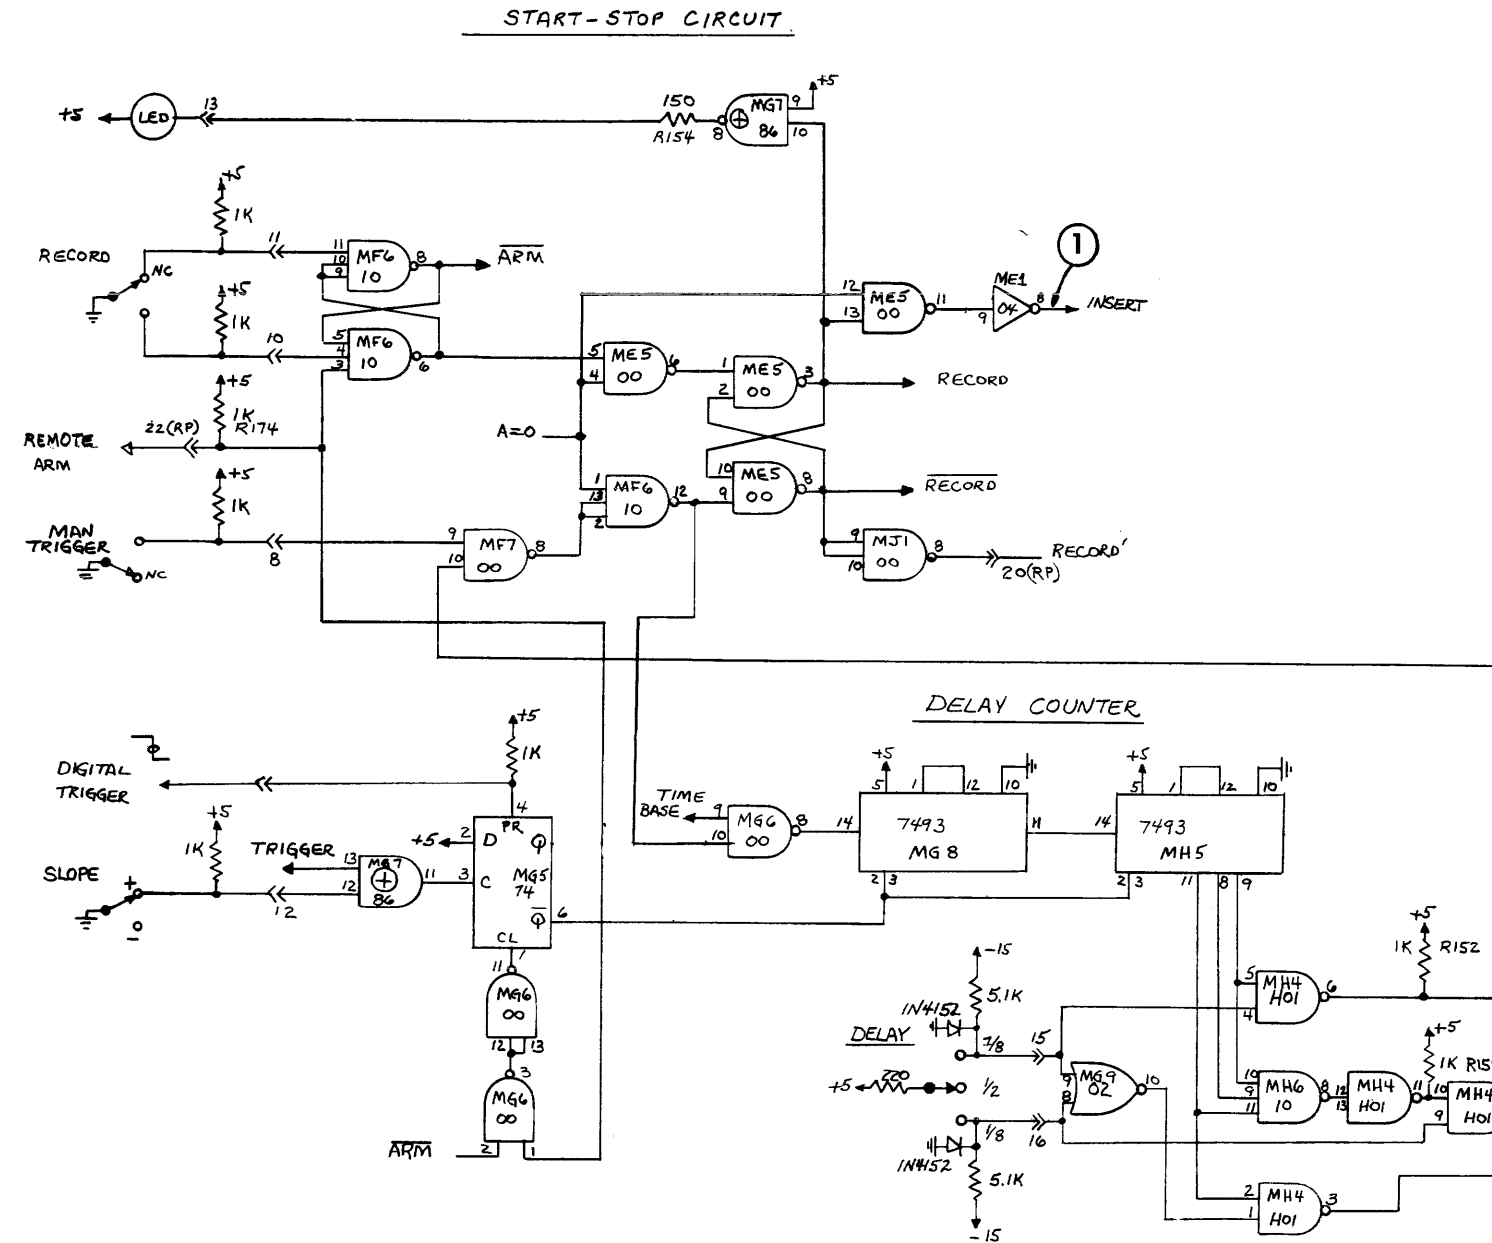 START-STOP CIRCUIT
+5
LED
13
150
R154
8
MG7
86
9
10
+5
+5
1K
RECORD
NC
11
11
10
9
MF6
10
8
ARM
+5
1K
10
5
4
3
MF6
10
6
+5
1K
R174
22(RP)
REMOTE
ARM
+5
1K
MAN
TRIGGER
NC
8
9
10
MF7
00
8
A=0
5
4
ME5
00
6
1
2
ME5
00
3
RECORD
12
13
ME5
00
11
9
ME1
04
8
1
INSERT
1
13
2
MF6
10
12
10
9
ME5
00
8
RECORD
9
10
MJ1
00
8
20(RP)
RECORD'
DIGITAL
TRIGGER
+5
1K
4
PR
+5
2
D
Q
MG5
74
3
C
Q
6
CL
1
SLOPE
+
-
+5
1K
12
TRIGGER
13
12
MG7
86
11
11
MG6
00
12
13
3
MG6
00
2
1
ARM
DELAY COUNTER
TIME
BASE
9
10
MG6
00
8
14
+5
5
1
12
10
7493
MG8
11
2
3
14
+5
5
1
12
10
7493
MH5
2
3
11
8
9
DELAY
-15
5.1K
1N4152
7/8
15
+5
220
1/2
1/8
16
1N4152
5.1K
-15
9
8
MG9
02
10
5
4
MH4
H01
6
+5
1K
R152
10
9
11
MH6
10
8
12
13
MH4
H01
11
+5
1K
R15
10
9
MH4
H01
2
1
MH4
H01
3